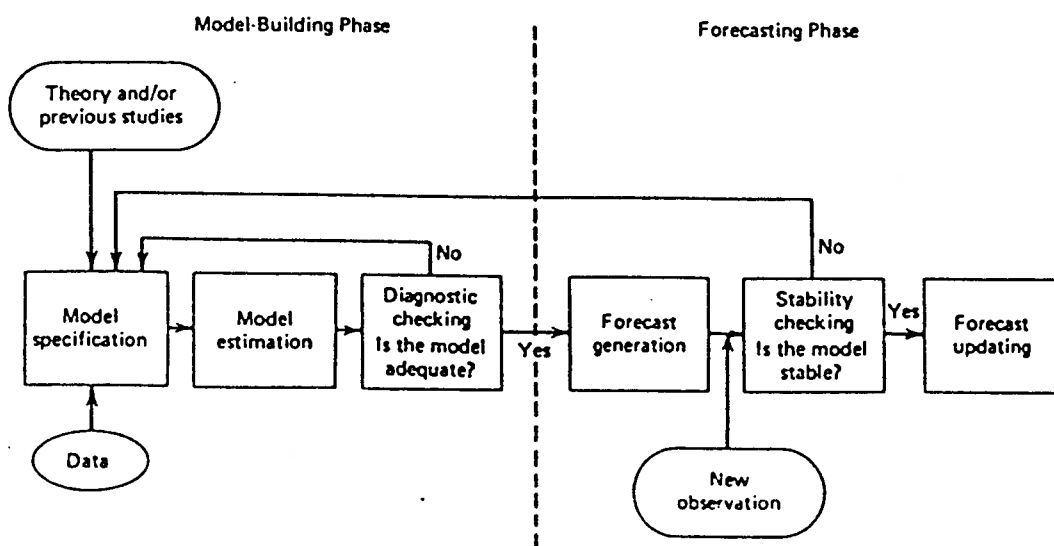 Model-Building Phase
Forecasting Phase
Theory and/or
previous studies
No
No
Model
specification
Model
estimation
Diagnostic
checking
Is the model
adequate?
Yes
Forecast
generation
Stability
checking
Is the model
stable?
Yes
Forecast
updating
Data
New
observation